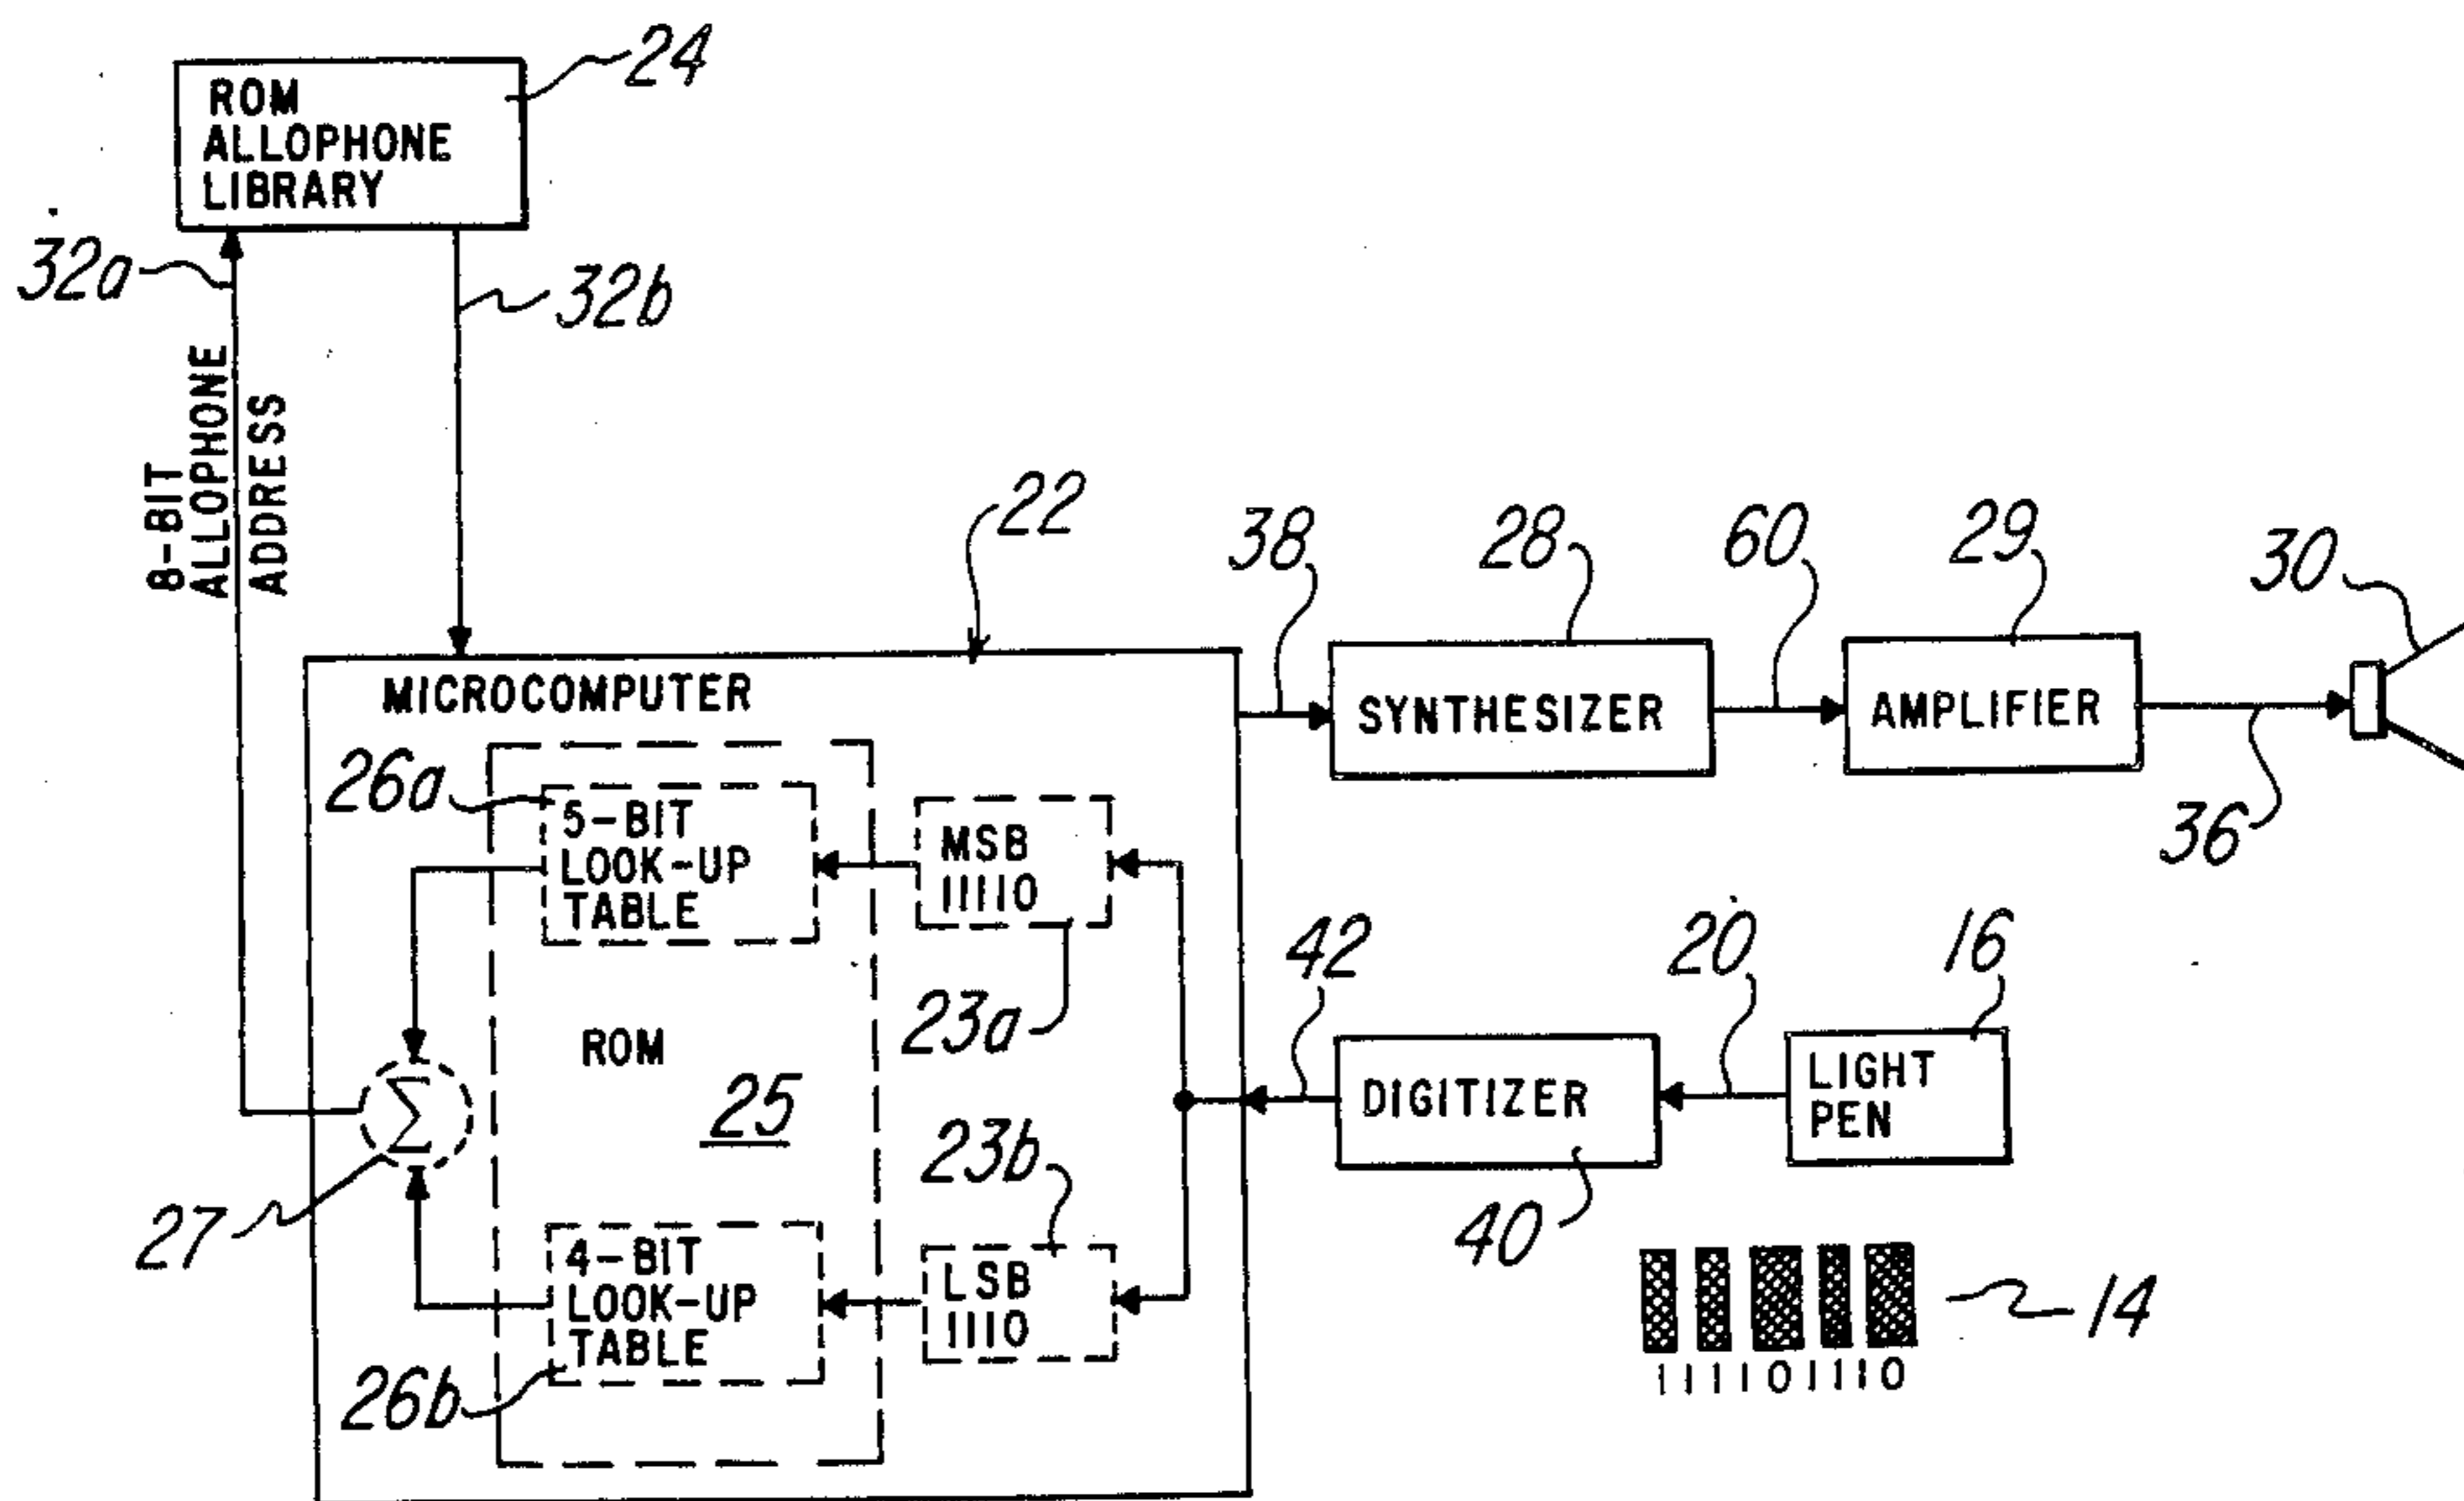 24
ROM
ALLOPHONE
LIBRARY
32a
32b
8-BIT
ALLOPHONE
ADDRESS
22
38
28
60
29
30
MICROCOMPUTER
SYNTHESIZER
AMPLIFIER
36
26a
5-BIT
LOOK-UP
TABLE
MSB
11110
23a
42
20
16
ROM
25
Σ
DIGITIZER
LIGHT
PEN
27
23b
40
4-BIT
LOOK-UP
TABLE
LSB
1110
26b
14
111101110